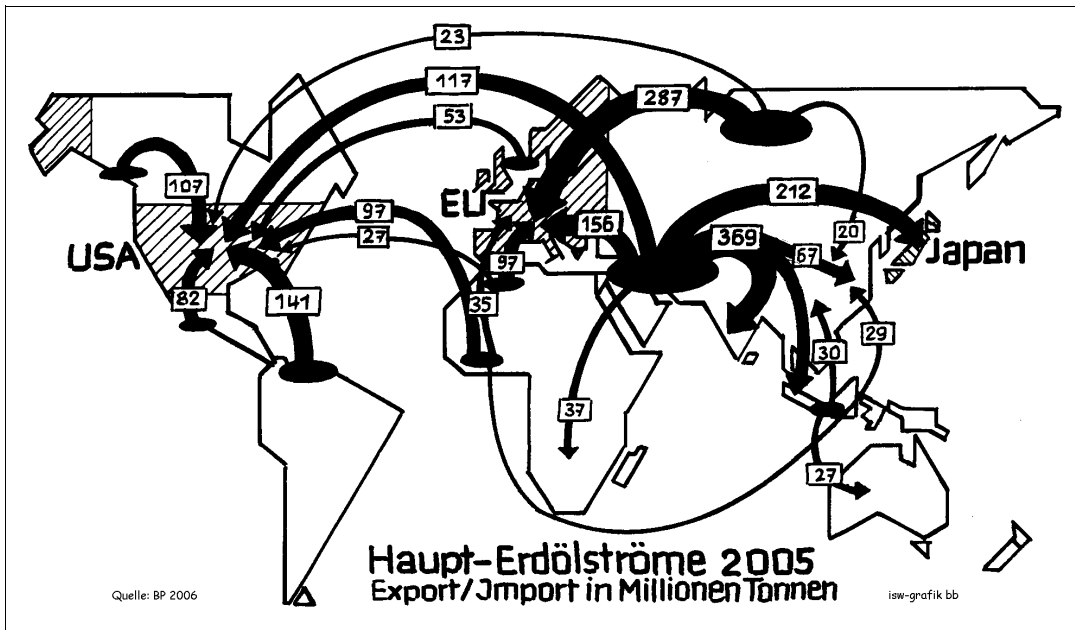 23
117
287
53
107
212
97
EU
156
369
20
Japan
USA
27
97
67
82
141
35
29
30
37
27
Haupt-Erdölströme 2005
Export/Jmport in Millionen Tonnen
Quelle: BP 2006
isw-grafik bb